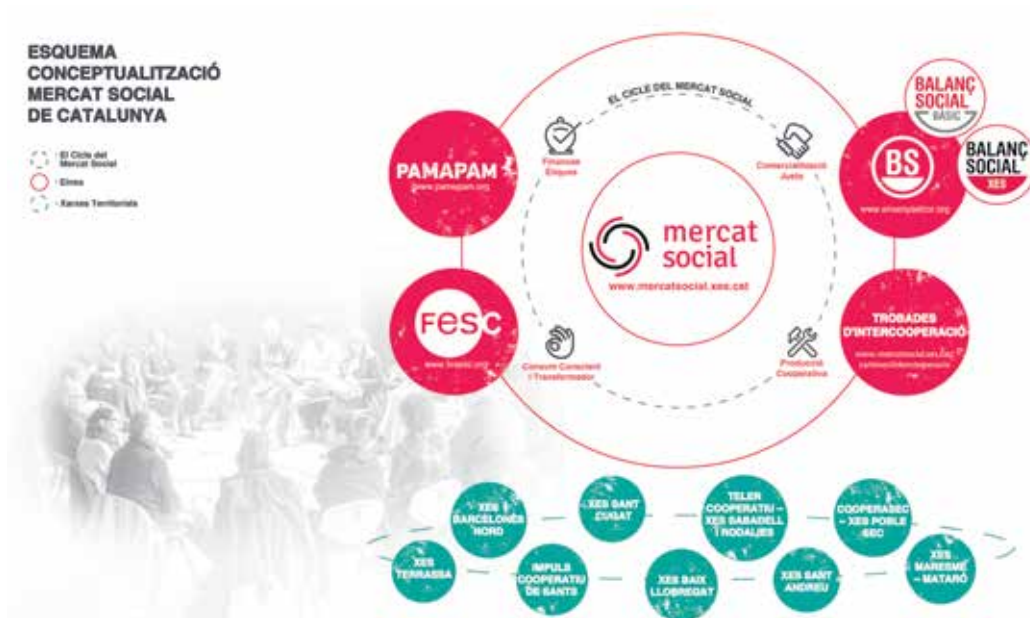 ESQUEMA
CONCEPTUALITZACIÓ
MERCAT SOCIAL
DE CATALUNYA
- El Cicle del
Mercat Social
- Eines
- Xarxes Territorials
EL CICLE DEL MERCAT SOCIAL
PAMAPAM
www.pamapam.org
Finances
Ètiques
Comercialització
Justa
BALANÇ
SOCIAL
BÀSIC
BS
BALANÇ
SOCIAL
XES
mercat
social
www.mercatsocial.xes.cat
FESC
Consum Conscient
i Transformador
Producció
Cooperativa
TROBADES
D'INTERCOOPERACIÓ
XES
BARCELONÈS
NORD
XES SANT
CUGAT
TELER
COOPERATIU –
XES SABADELL
I RODALIES
COOPERASEC
– XES POBLE
SEC
XES
TERRASSA
IMPULS
COOPERATIU
DE SANTS
XES BAIX
LLOBREGAT
XES SANT
ANDREU
XES
MARESME
– MATARÓ